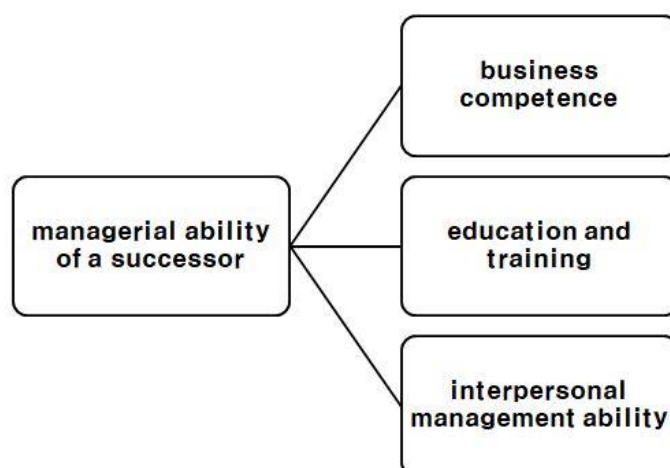 business
competence
managerial ability
of a successor
education and
training
interpersonal
management ability